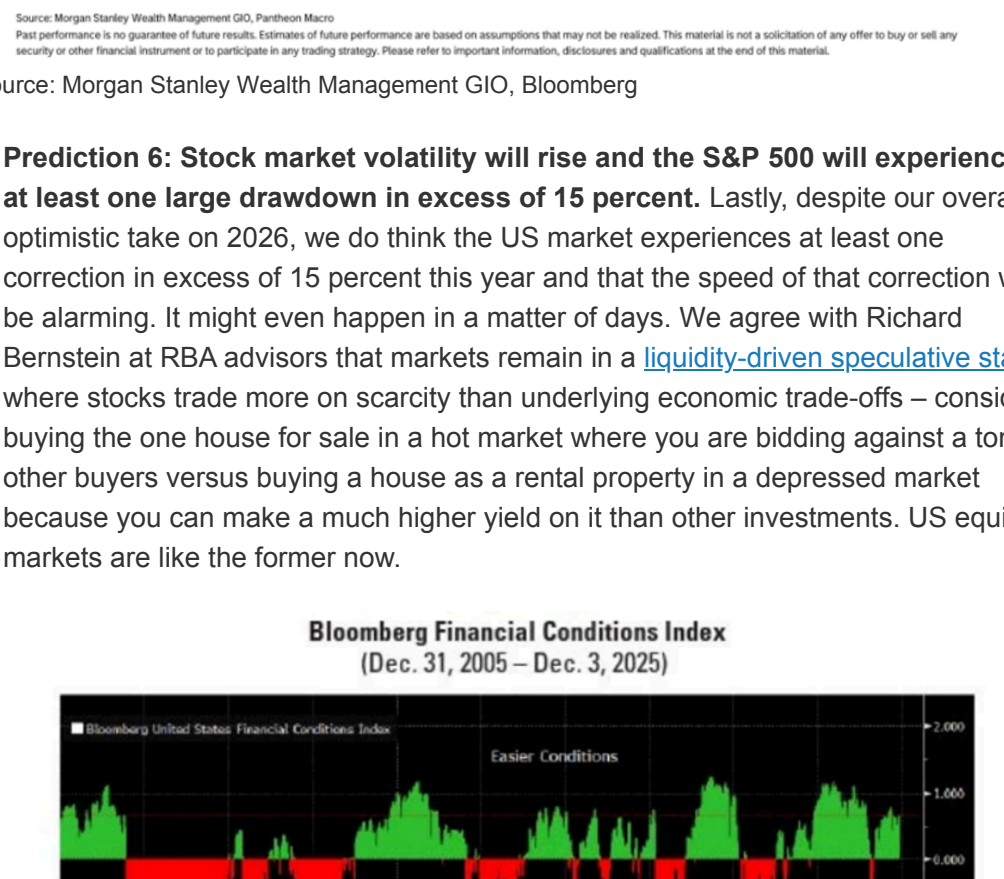 Source: Morgan Stanley Wealth Management GIO, Pantheon Macro
Past performance is no guarantee of future results. Estimates of future performance are based on assumptions that may not be realized. This material is not a solicitation of any offer to buy or sell any
security or other financial instrument or to participate in any trading strategy. Please refer to important information, disclosures and qualifications at the end of this material.
ource: Morgan Stanley Wealth Management GIO, Bloomberg
Prediction 6: Stock market volatility will rise and the S&P 500 will experienc
at least one large drawdown in excess of 15 percent. Lastly, despite our overa
optimistic take on 2026, we do think the US market experiences at least one
correction in excess of 15 percent this year and that the speed of that correction w
be alarming. It might even happen in a matter of days. We agree with Richard
Bernstein at RBA advisors that markets remain in a liquidity-driven speculative sta
where stocks trade more on scarcity than underlying economic trade-offs – consid
buying the one house for sale in a hot market where you are bidding against a ton
other buyers versus buying a house as a rental property in a depressed market
because you can make a much higher yield on it than other investments. US equi
markets are like the former now.
Bloomberg Financial Conditions Index
(Dec. 31, 2005 – Dec. 3, 2025)
Bloomberg United States Financial Conditions Index
2.000
Easier Conditions
1.000
0.000